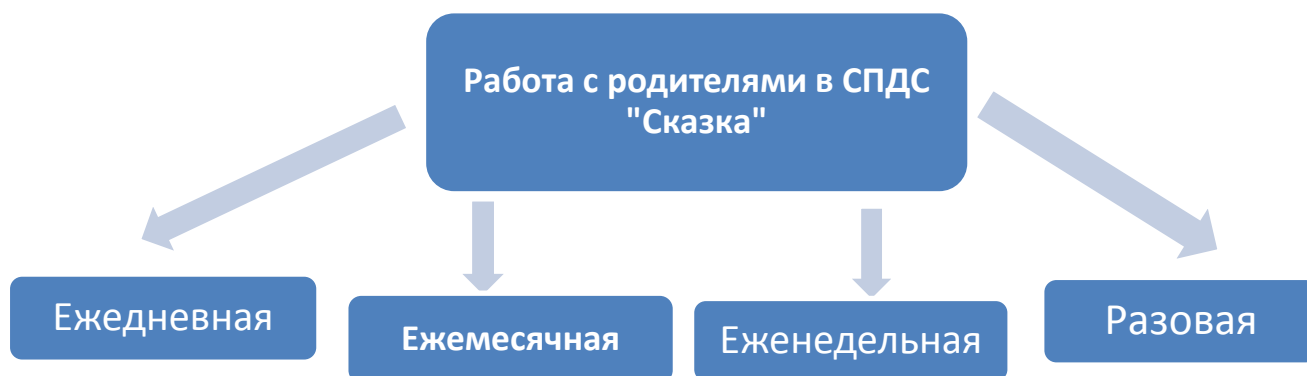 Работа с родителями в СПДС
"Сказка"
Ежедневная
Ежемесячная
Еженедельная
Разовая